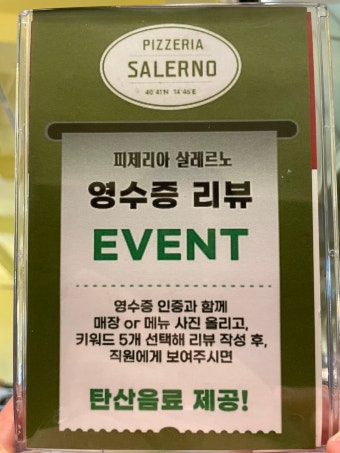 PIZZERIA
SALERNO
40°41'N 14°46'E
피제리아 살레르노
영수증 리뷰
EVENT
영수증 인증과 함께
매장 or 메뉴 사진 올리고,
키워드 5개 선택해 리뷰 작성 후,
직원에게 보여주시면
탄산음료 제공!